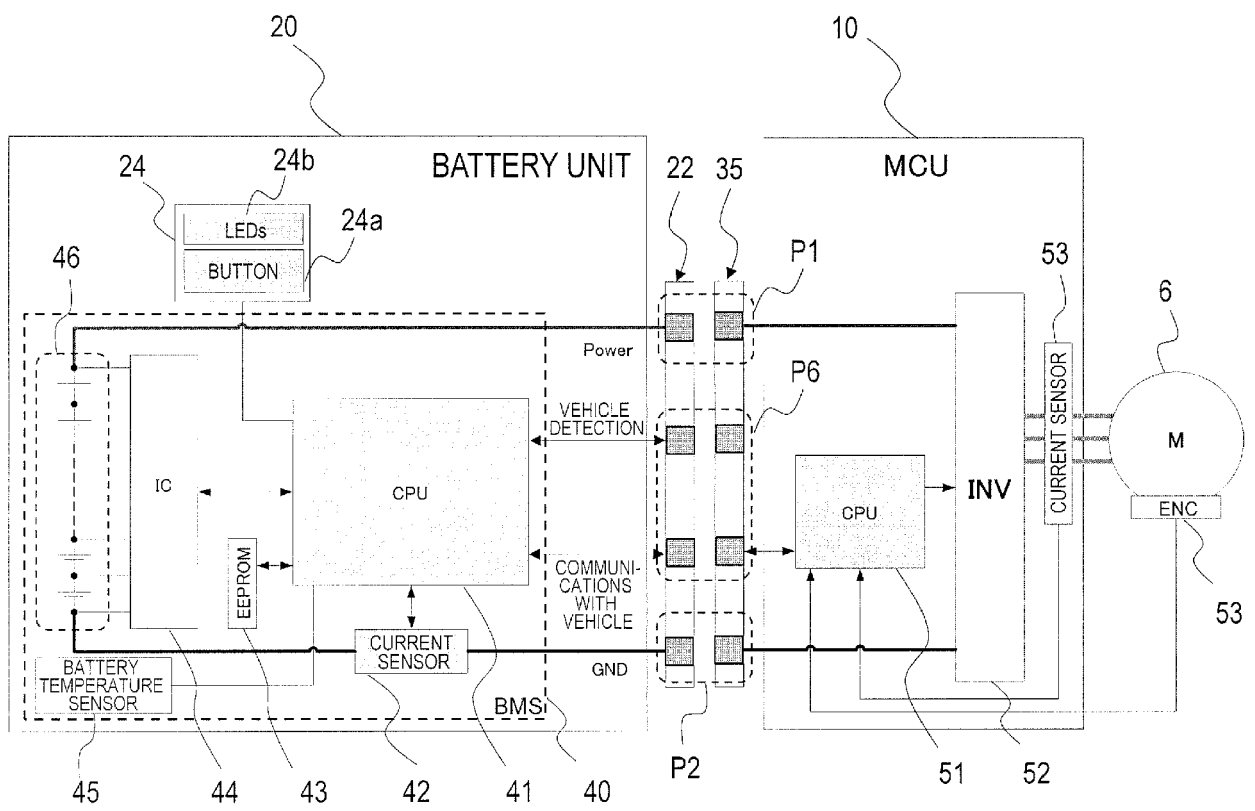 20
10
BATTERY UNIT
MCU
24
24b
LEDs
24a
BUTTON
22
35
P1
53
6
46
Power
P6
CURRENT SENSOR
VEHICLE
DETECTION
M
IC
CPU
CPU
INV
ENC
EEPROM
COMMUNI-
CATIONS
WITH
VEHICLE
53
CURRENT
SENSOR
GND
BATTERY
TEMPERATURE
SENSOR
BMS
45
44
43
42
41
40
P2
51
52